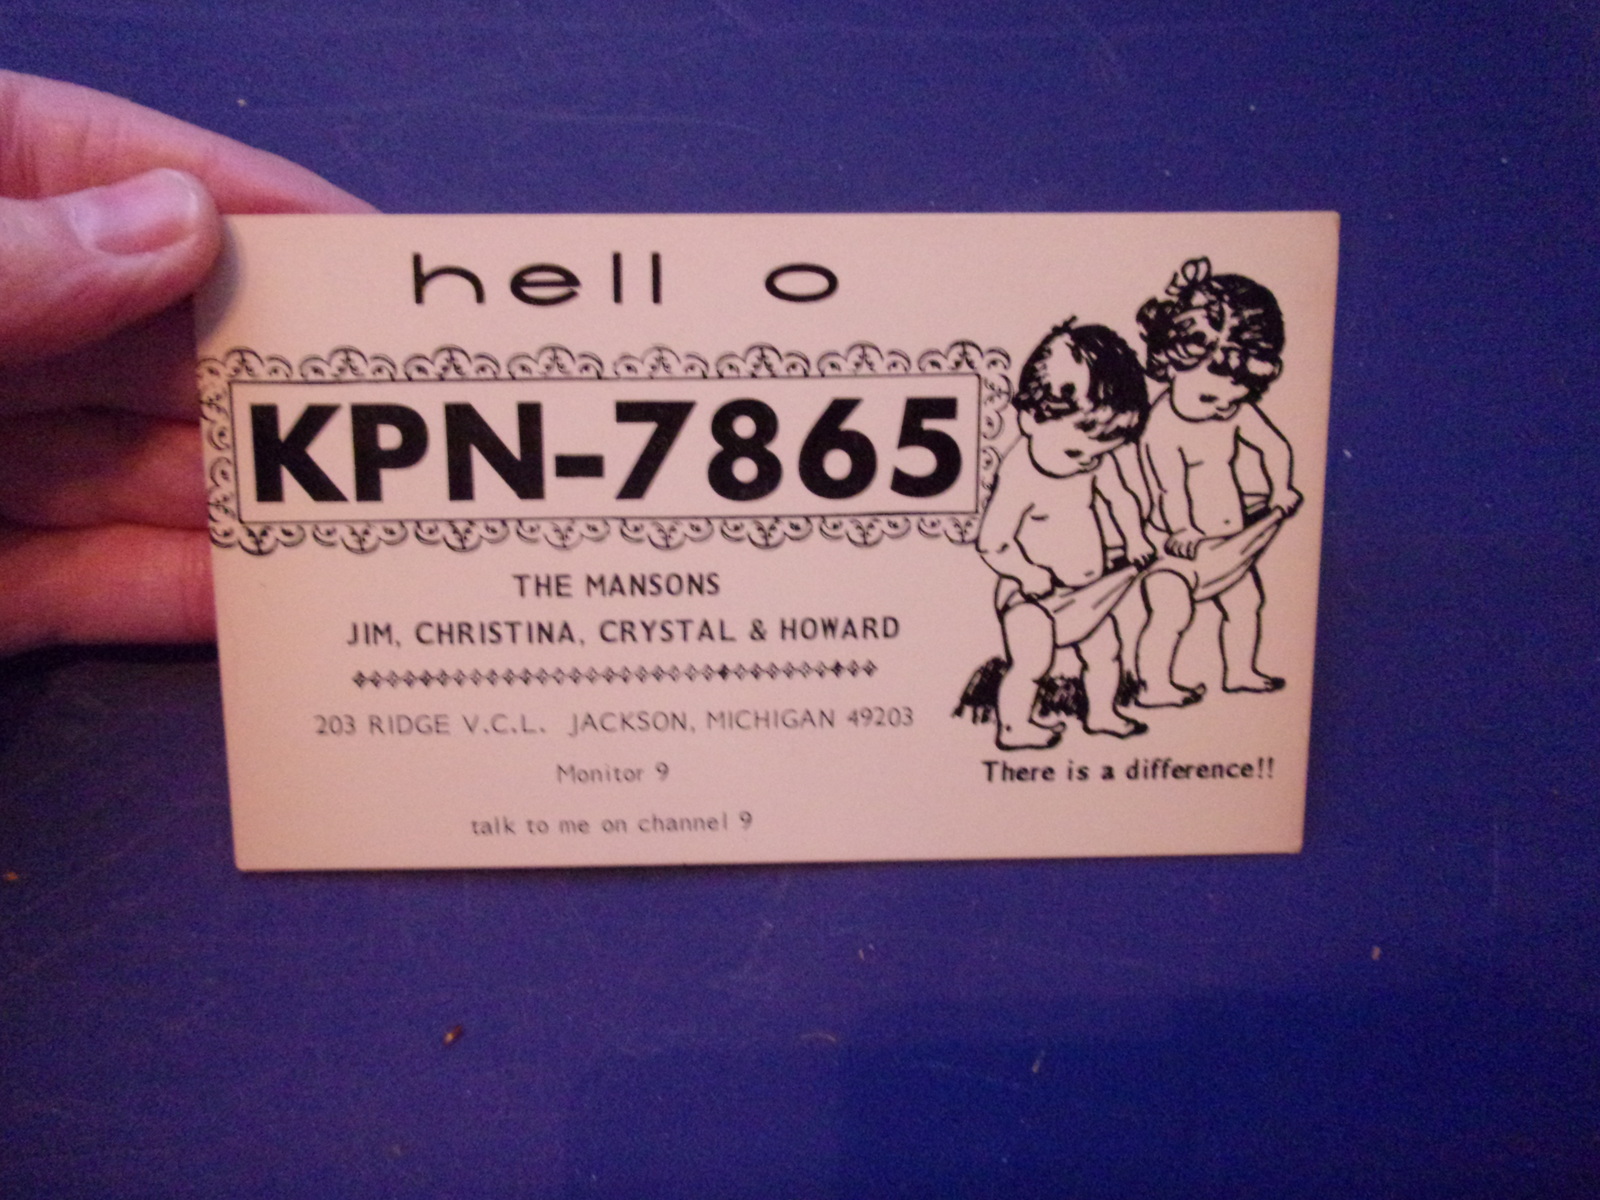 hell o
KPN-7865
THE MANSONS
JIM, CHRISTINA, CRYSTAL & HOWARD
203 RIDGE V.C.L. JACKSON, MICHIGAN 49203
Monitor 9
talk to me on channel 9
There is a difference!!